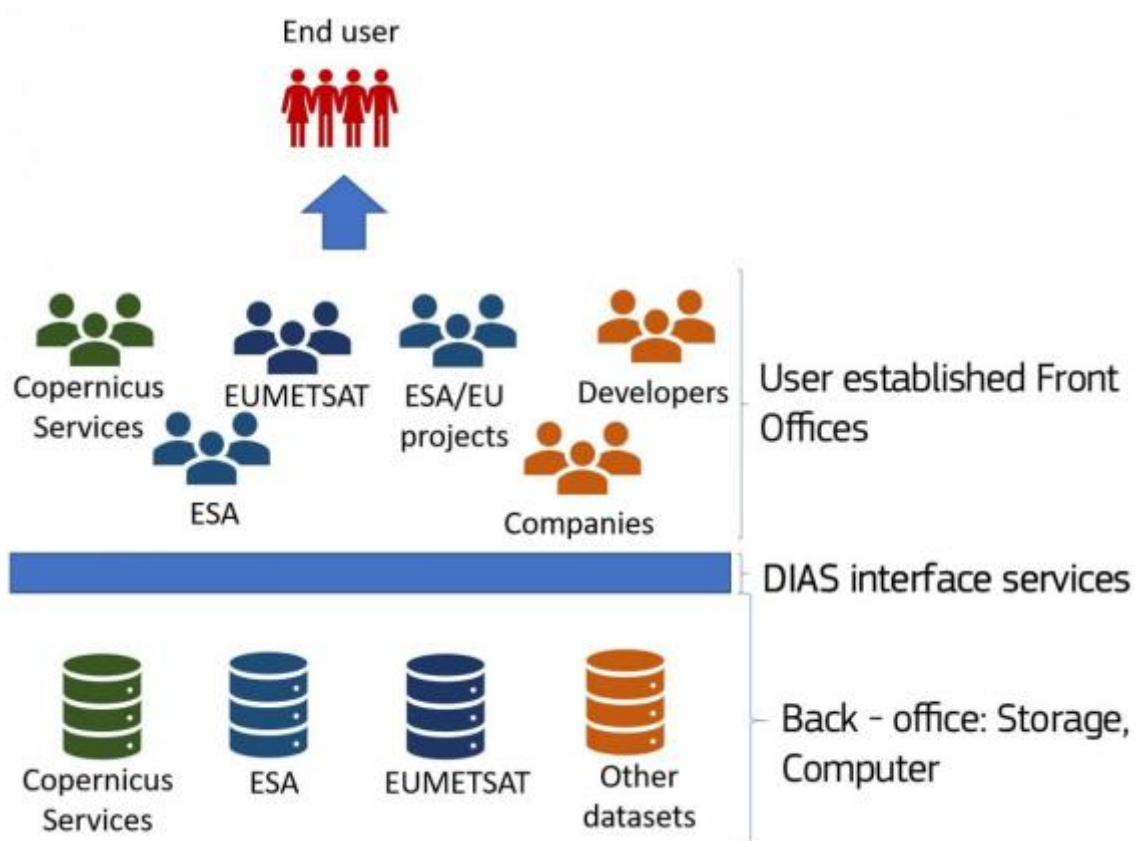 End user
Copernicus
Services
EUMETSAT
ESA/EU
projects
Developers
ESA
Companies
User established Front
Offices
DIAS interface services
Copernicus
Services
ESA
EUMETSAT
Other
datasets
Back - office: Storage,
Computer